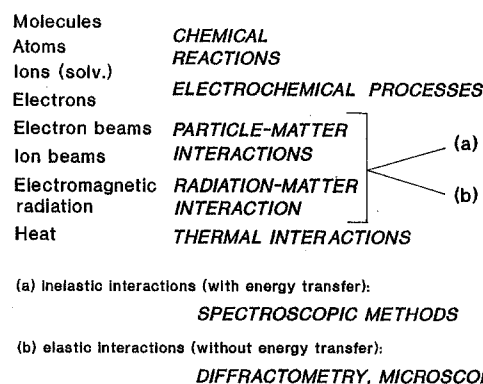 Molecules
Atoms
CHEMICAL
REACTIONS
Ions (solv.)
Electrons
ELECTROCHEMICAL PROCESSES
Electron beams PARTICLE-MATTER
Ion beams INTERACTIONS
(a)
Electromagnetic RADIATION-MATTER
radiation INTERACTION
(b)
Heat THERMAL INTERACTIONS
(a) inelastic interactions (with energy transfer):
SPECTROSCOPIC METHODS
(b) elastic interactions (without energy transfer):
DIFFRACTOMETRY,